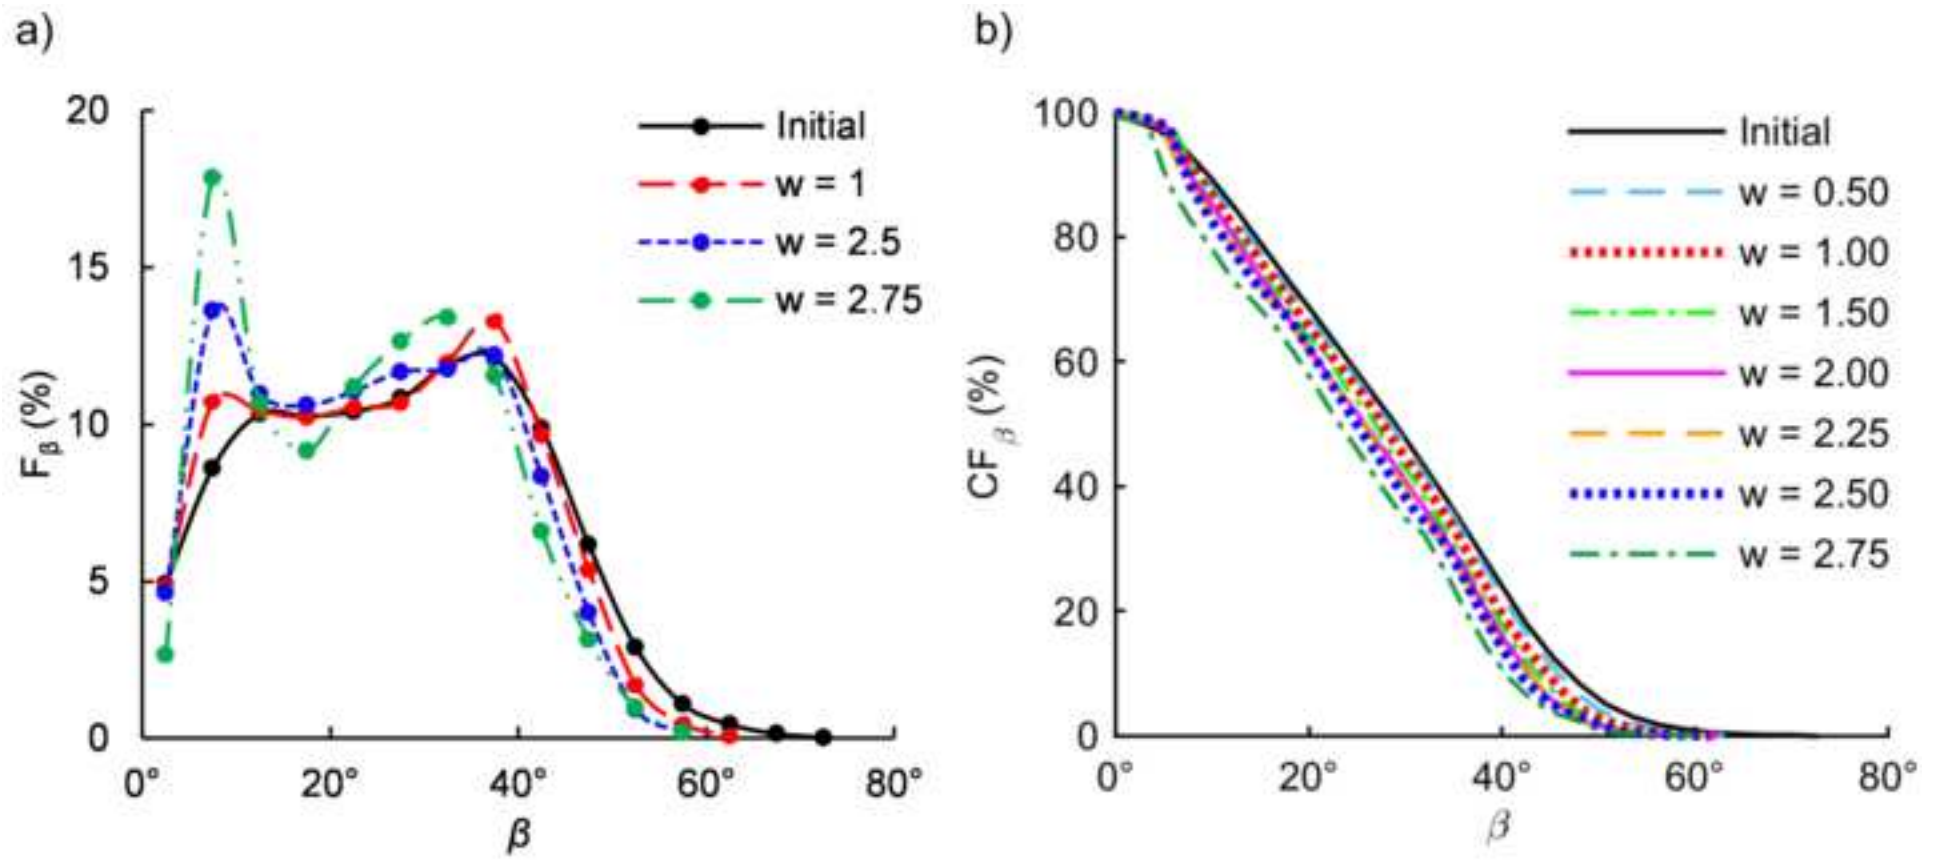 a)
20
15
10
5
0
Fβ (%)
0° 20° 40° 60° 80°
β
Initial
w = 1
w = 2.5
w = 2.75
b)
100
80
60
40
20
0
CFβ (%)
0° 20° 40° 60° 80°
β
Initial
w = 0.50
w = 1.00
w = 1.50
w = 2.00
w = 2.25
w = 2.50
w = 2.75